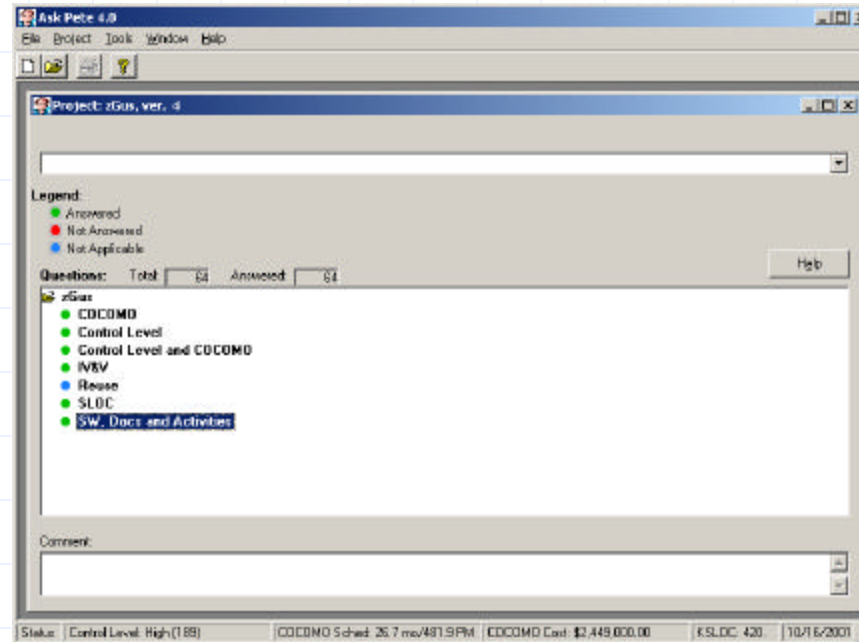 Ask Pete 4.0
File Project Tools Window Help
Project: zGus, ver. 4
Legend:
Answered
Not Answered
Not Applicable
Help
Questions: Total: 64 Answered: 64
zGus
COCOMO
Control Level
Control Level and COCOMO
IV&V
Reuse
SLOC
SW, Docs and Activities
Comment:
Status Control Level: High (189) COCOMO Sched: 26.7 mo/481.9 PM COCOMO Cost: $2,449,000.00 KSLOC: 420. 10/16/2001